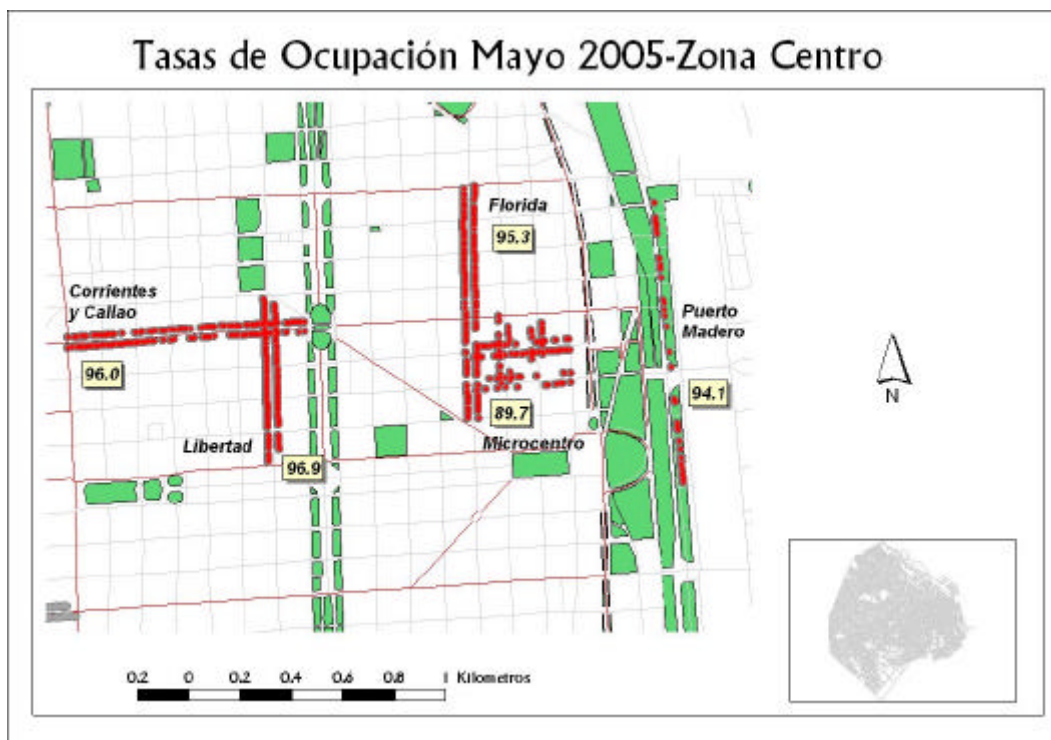 Tasas de Ocupación Mayo 2005-Zona Centro
Florida
95.3
Corrientes
y Callao
96.0
Puerto
Madero
94.1
89.7
Microcentro
Libertad
96.9
N
0.2 0 0.2 0.4 0.6 0.8 1 Kilometros